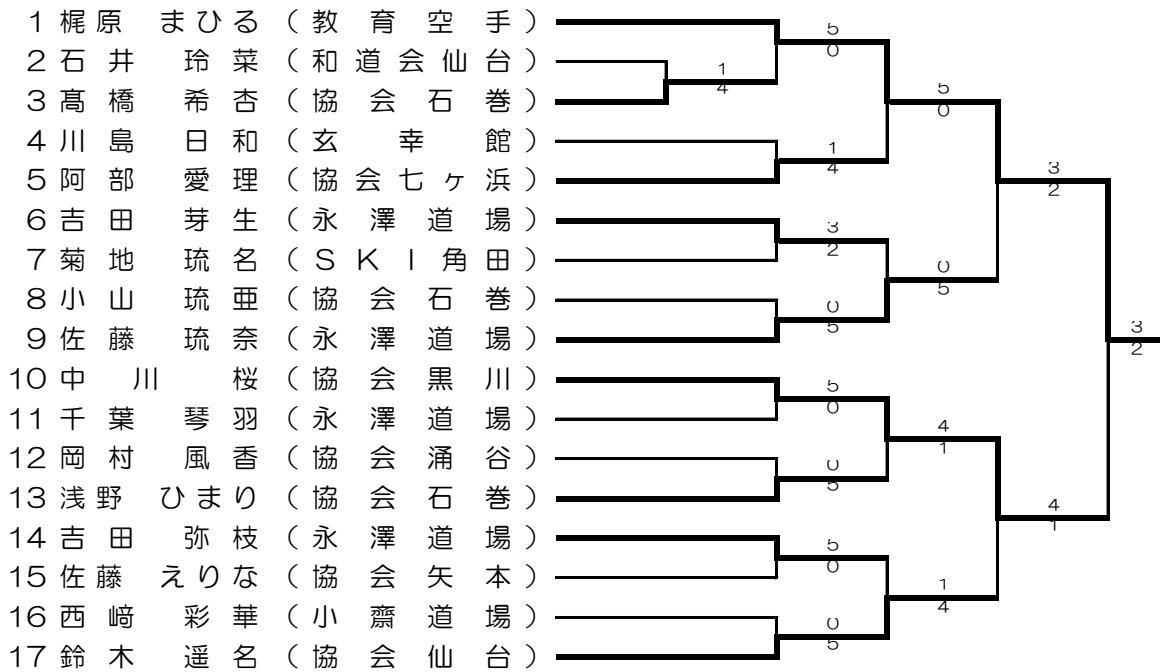 1 梶原 まひる (教育空手)
2 石井 玲菜 (和道会仙台)
3 髙橋 希杏 (協会石巻)
4 川島 日和 (玄幸館)
5 阿部 愛理 (協会七ヶ浜)
6 吉田 芽生 (永澤道場)
7 菊地 琉名 (SKI角田)
8 小山 琉亜 (協会石巻)
9 佐藤 琉奈 (永澤道場)
10 中川 桜 (協会黒川)
11 千葉 琴羽 (永澤道場)
12 岡村 風香 (協会涌谷)
13 浅野 ひまり (協会石巻)
14 吉田 弥枝 (永澤道場)
15 佐藤 えりな (協会矢本)
16 西﨑 彩華 (小齋道場)
17 鈴木 遥名 (協会仙台)
1
4
5
0
1
4
3
2
0
5
5
0
0
5
5
0
0
5
5
0
0
5
4
1
1
4
3
2
4
1
3
2